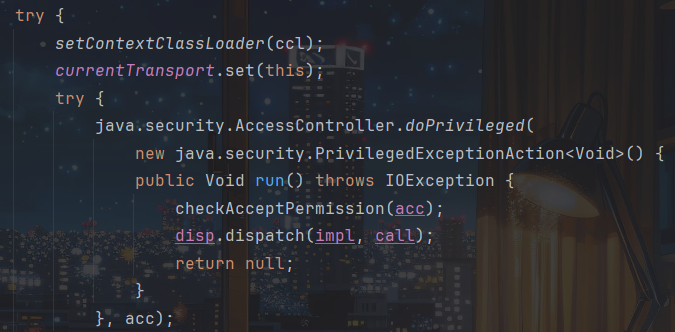 try {
setContextClassLoader(ccl);
currentTransport.set(this);
try {
java.security.AccessController.doPrivileged(
new java.security.PrivilegedExceptionAction<Void>() {
public Void run() throws IOException {
checkAcceptPermission(acc);
disp.dispatch(impl, call);
return null;
}
}, acc);